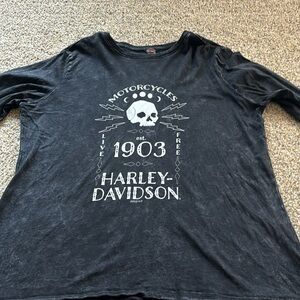 MOTORCYCLES
LIVE
FREE
est.
1903
HARLEY-
DAVIDSON